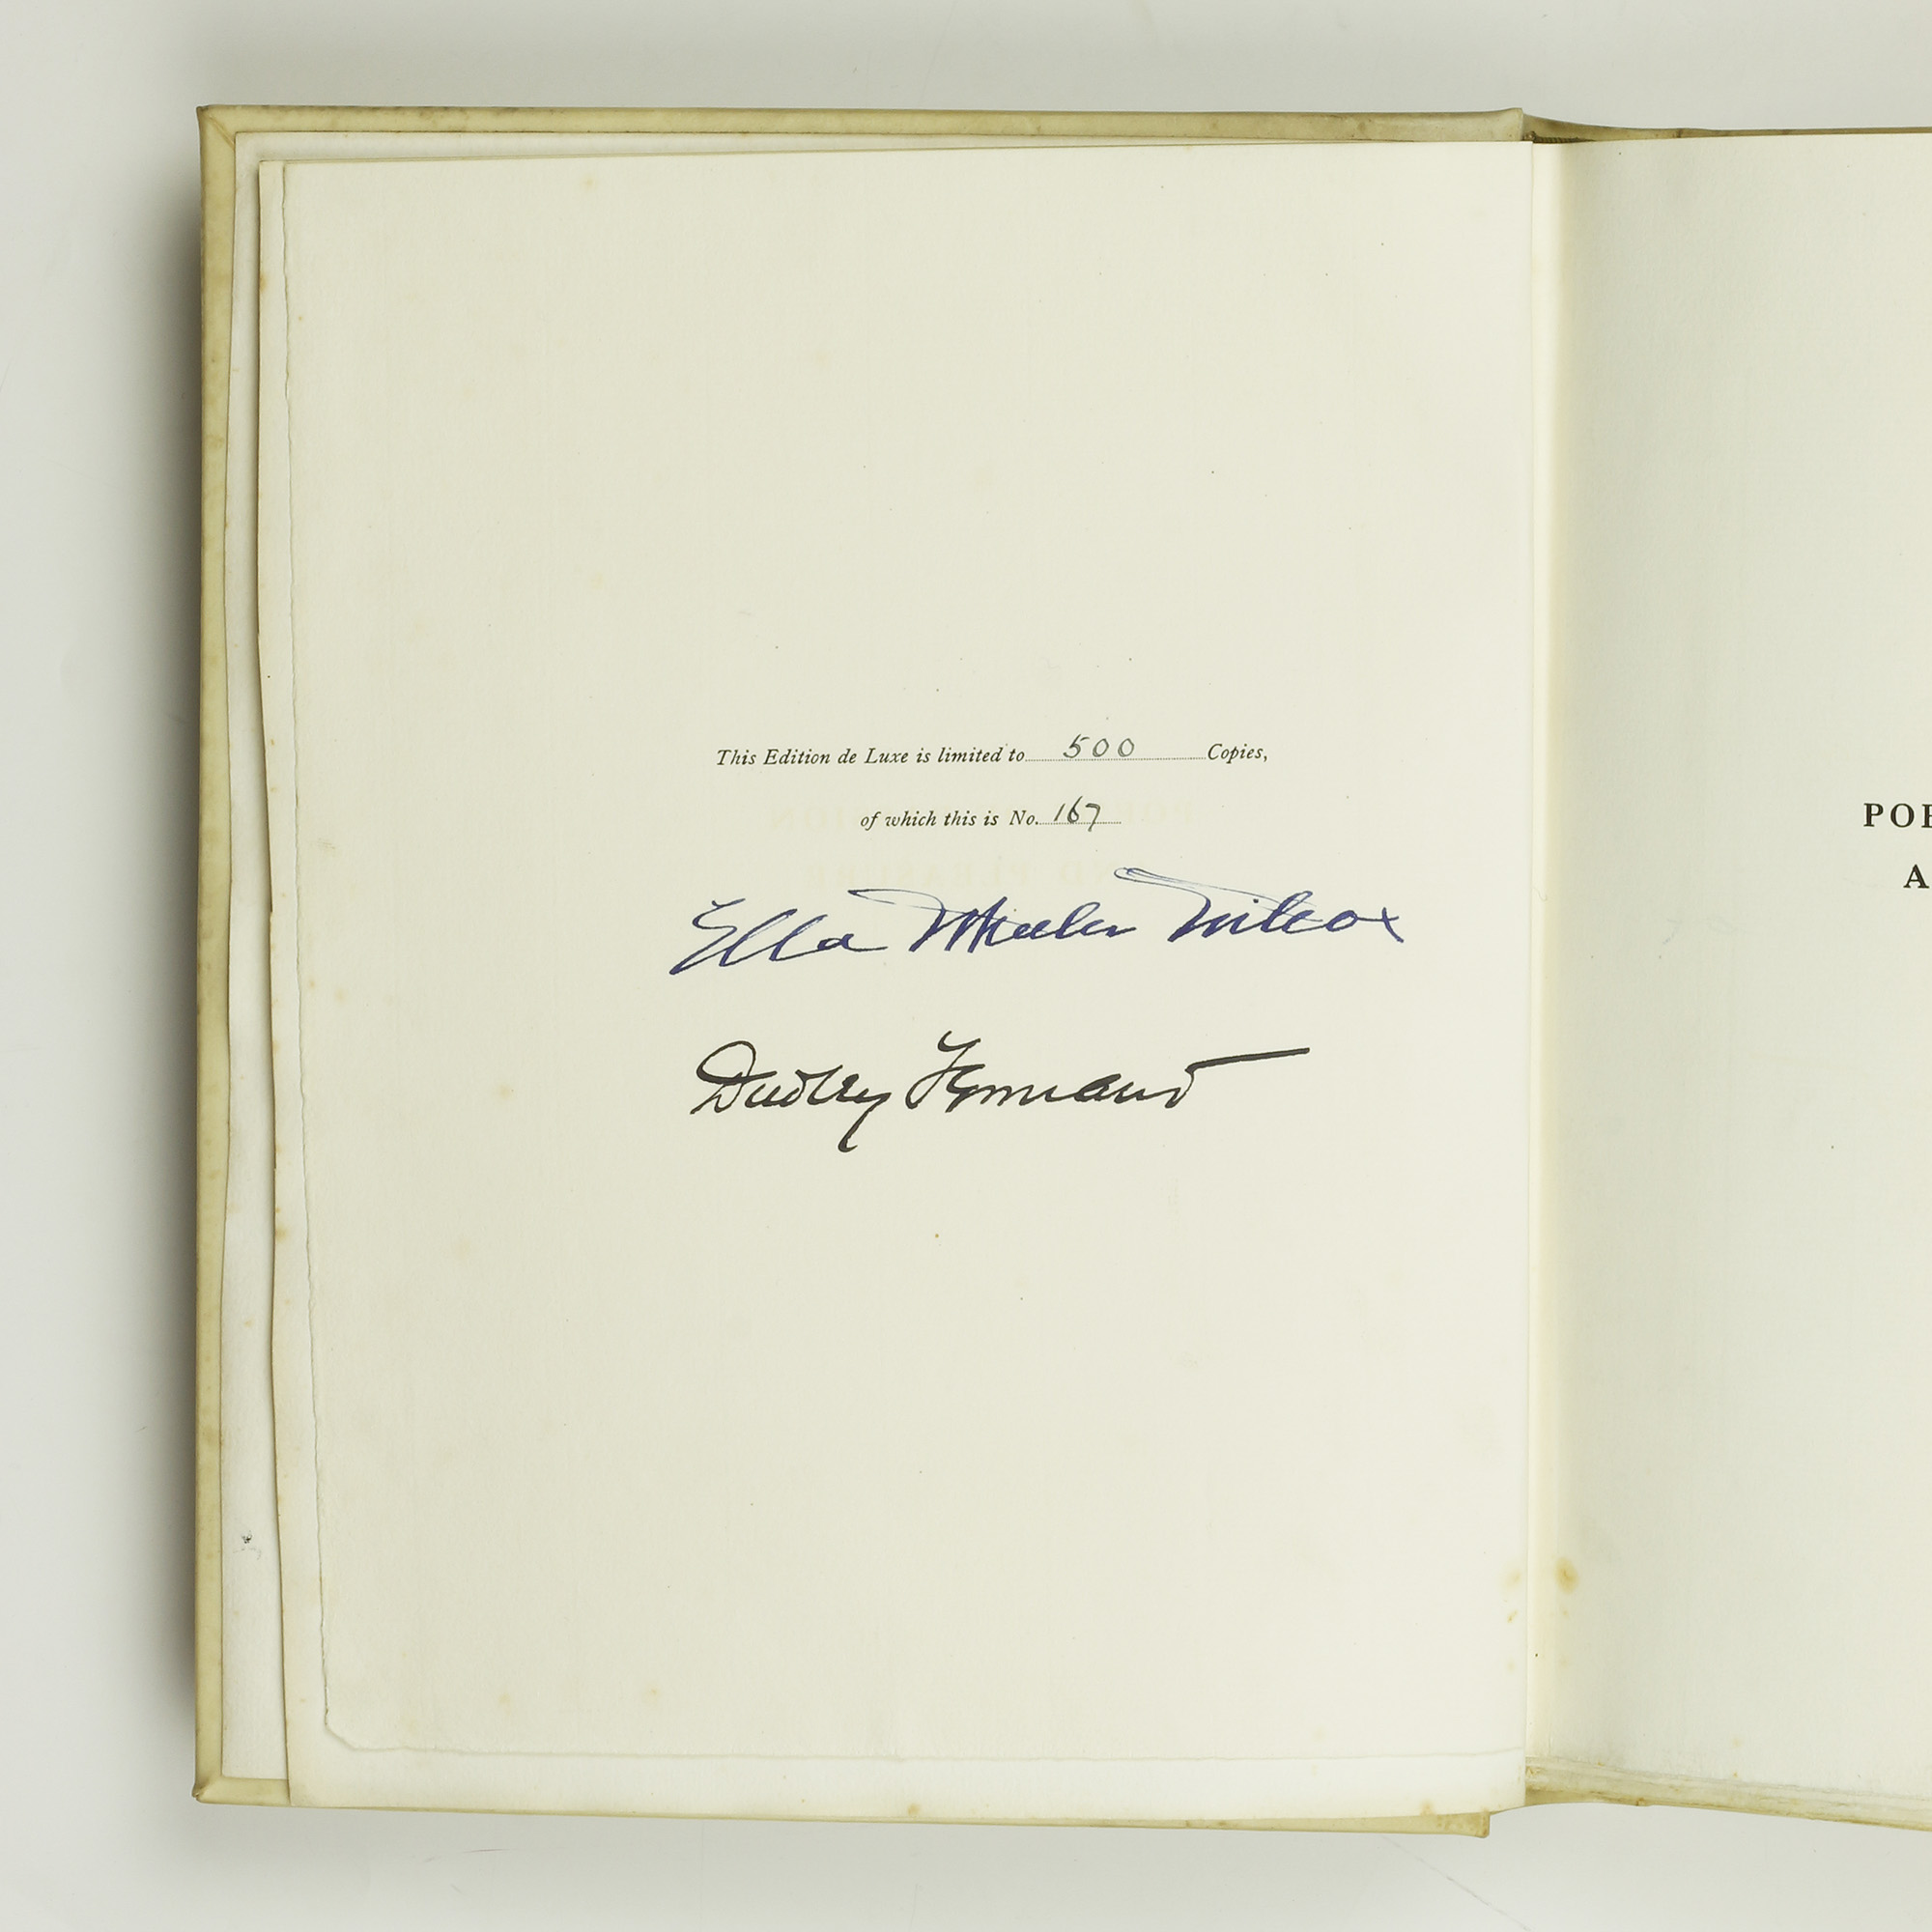 This Edition de Luxe is limited to 500 Copies,
of which this is No. 167
Ella Wheeler Wilcox
Dudley Tennant
POE
A